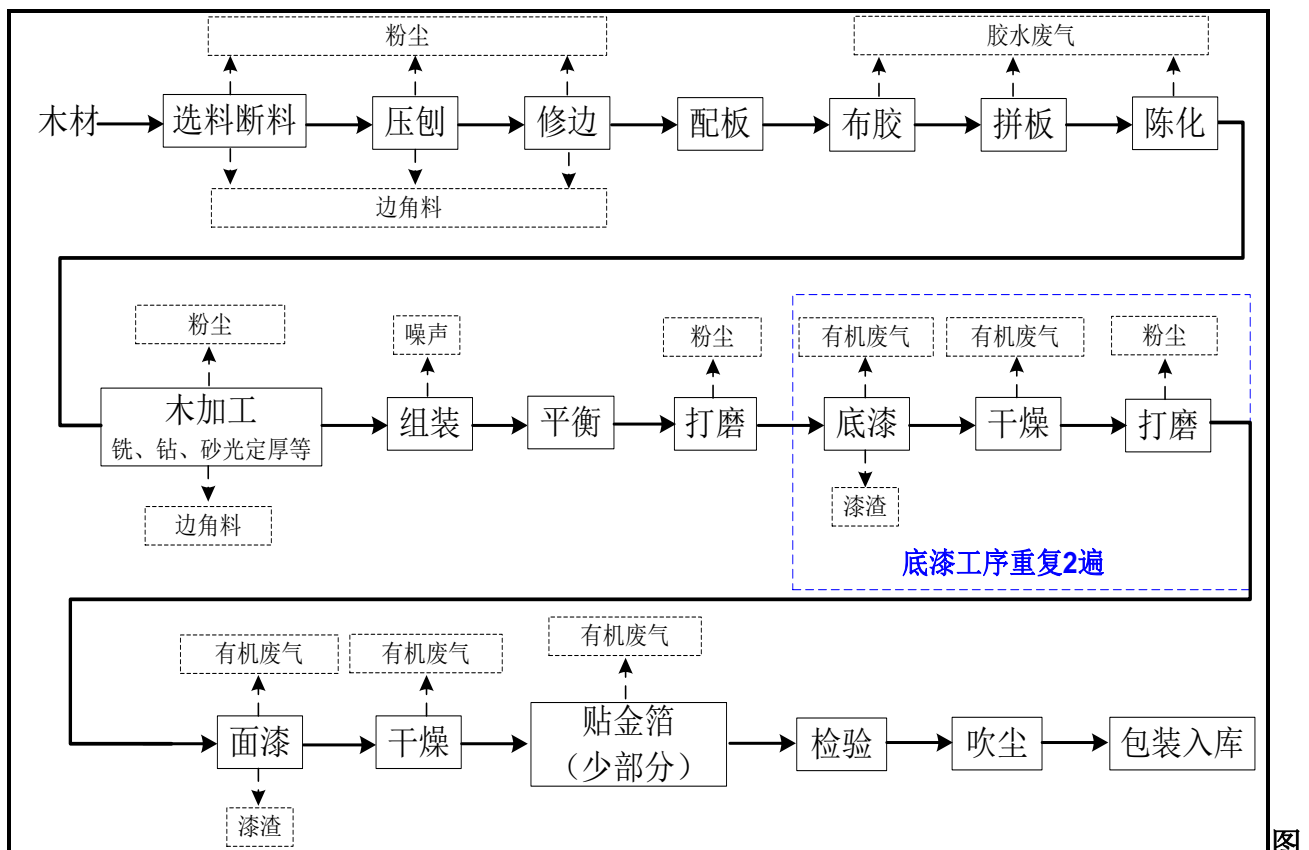 粉尘
胶水废气
木材
选料断料
压刨
修边
配板
布胶
拼板
陈化
边角料
粉尘
噪声
粉尘
有机废气
有机废气
粉尘
木加工
铣、钻、砂光定厚等
组装
平衡
打磨
底漆
干燥
打磨
边角料
漆渣
底漆工序重复2遍
有机废气
有机废气
有机废气
面漆
干燥
贴金箔
（少部分）
检验
吹尘
包装入库
漆渣
图